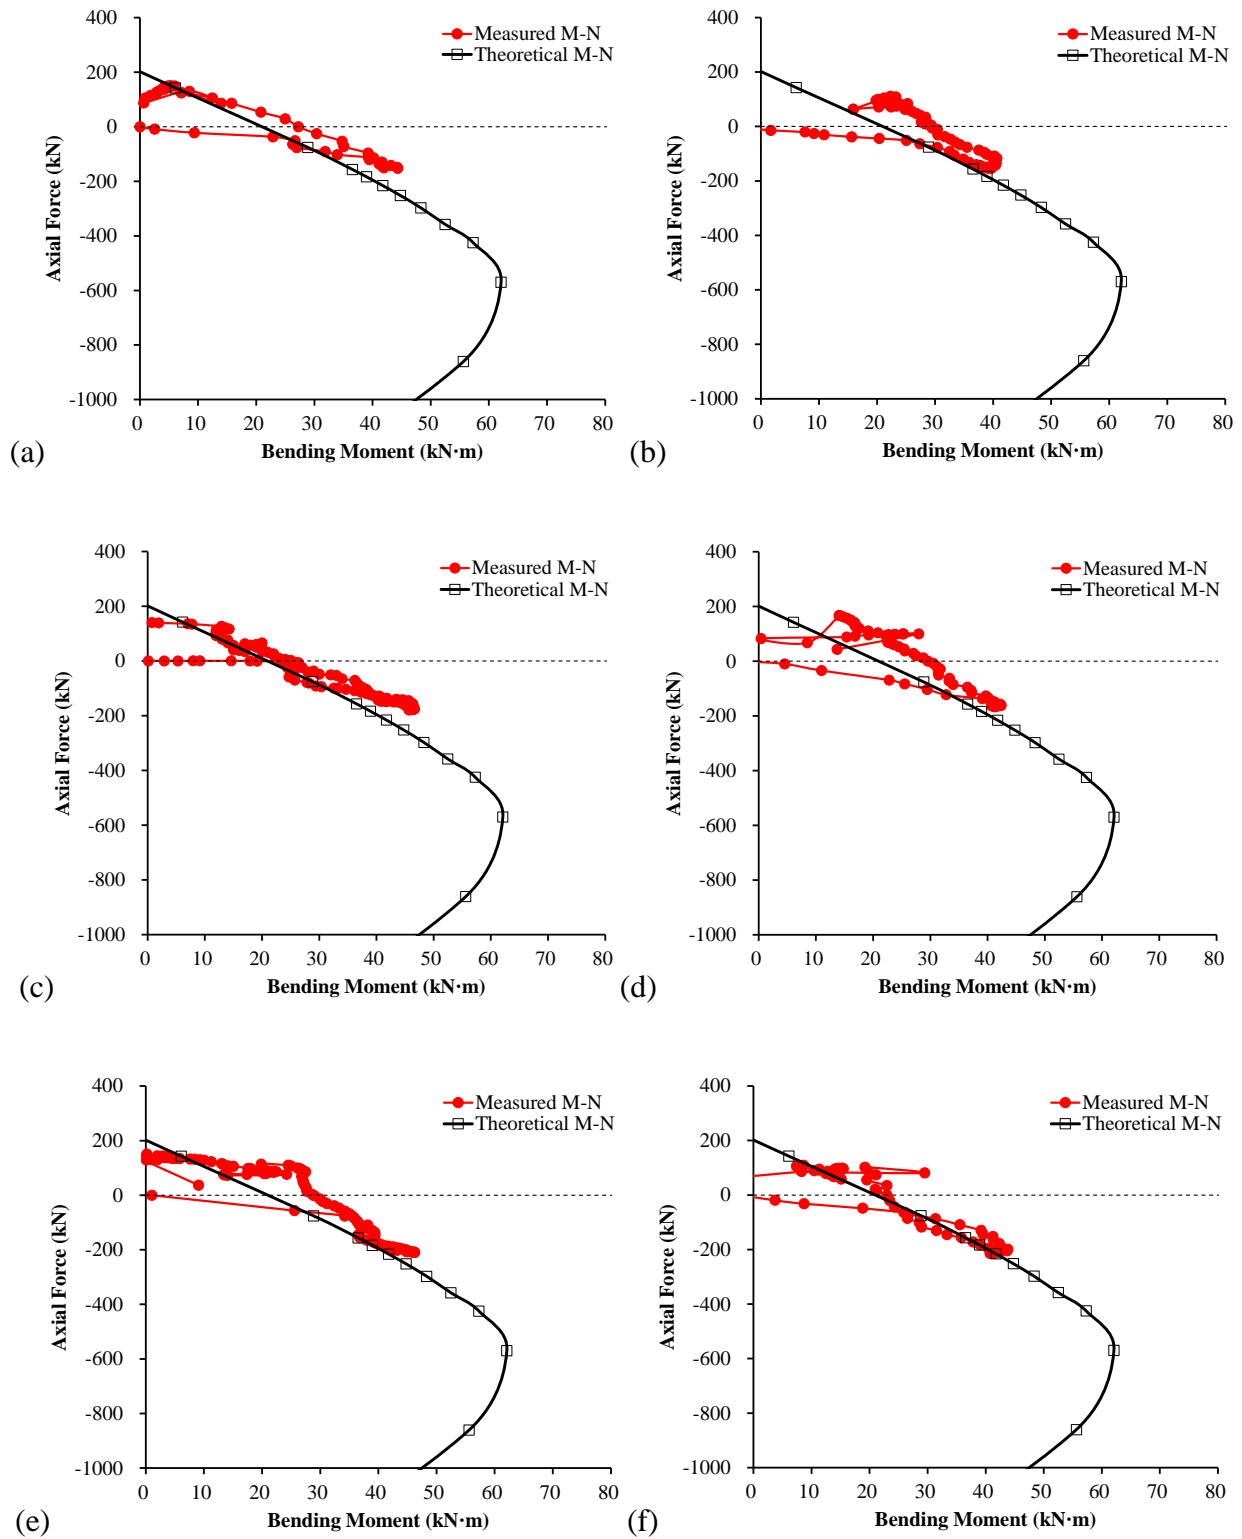 400
Measured M-N
Theoretical M-N
200
0
-200
-400
-600
-800
-1000
0 10 20 30 40 50 60 70 80
Axial Force (kN)
Bending Moment (kN·m)
(a)
400
Measured M-N
Theoretical M-N
200
0
-200
-400
-600
-800
-1000
0 10 20 30 40 50 60 70 80
Axial Force (kN)
Bending Moment (kN·m)
(b)
400
Measured M-N
Theoretical M-N
200
0
-200
-400
-600
-800
-1000
0 10 20 30 40 50 60 70 80
Axial Force (kN)
Bending Moment (kN·m)
(c)
400
Measured M-N
Theoretical M-N
200
0
-200
-400
-600
-800
-1000
0 10 20 30 40 50 60 70 80
Axial Force (kN)
Bending Moment (kN·m)
(d)
400
Measured M-N
Theoretical M-N
200
0
-200
-400
-600
-800
-1000
0 10 20 30 40 50 60 70 80
Axial Force (kN)
Bending Moment (kN·m)
(e)
400
Measured M-N
Theoretical M-N
200
0
-200
-400
-600
-800
-1000
0 10 20 30 40 50 60 70 80
Axial Force (kN)
Bending Moment (kN·m)
(f)